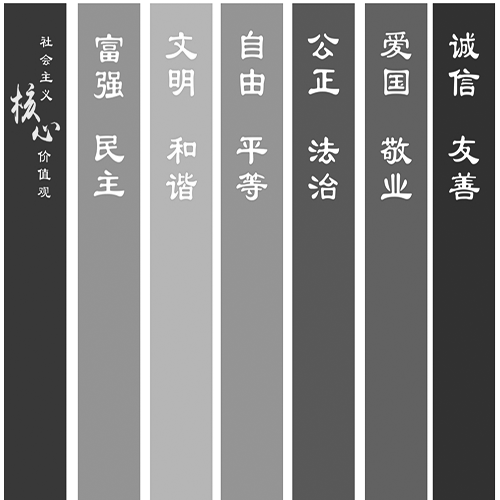 社会主义
核心
价值观
富强 民主
文明 和谐
自由 平等
公正 法治
爱国 敬业
诚信 友善